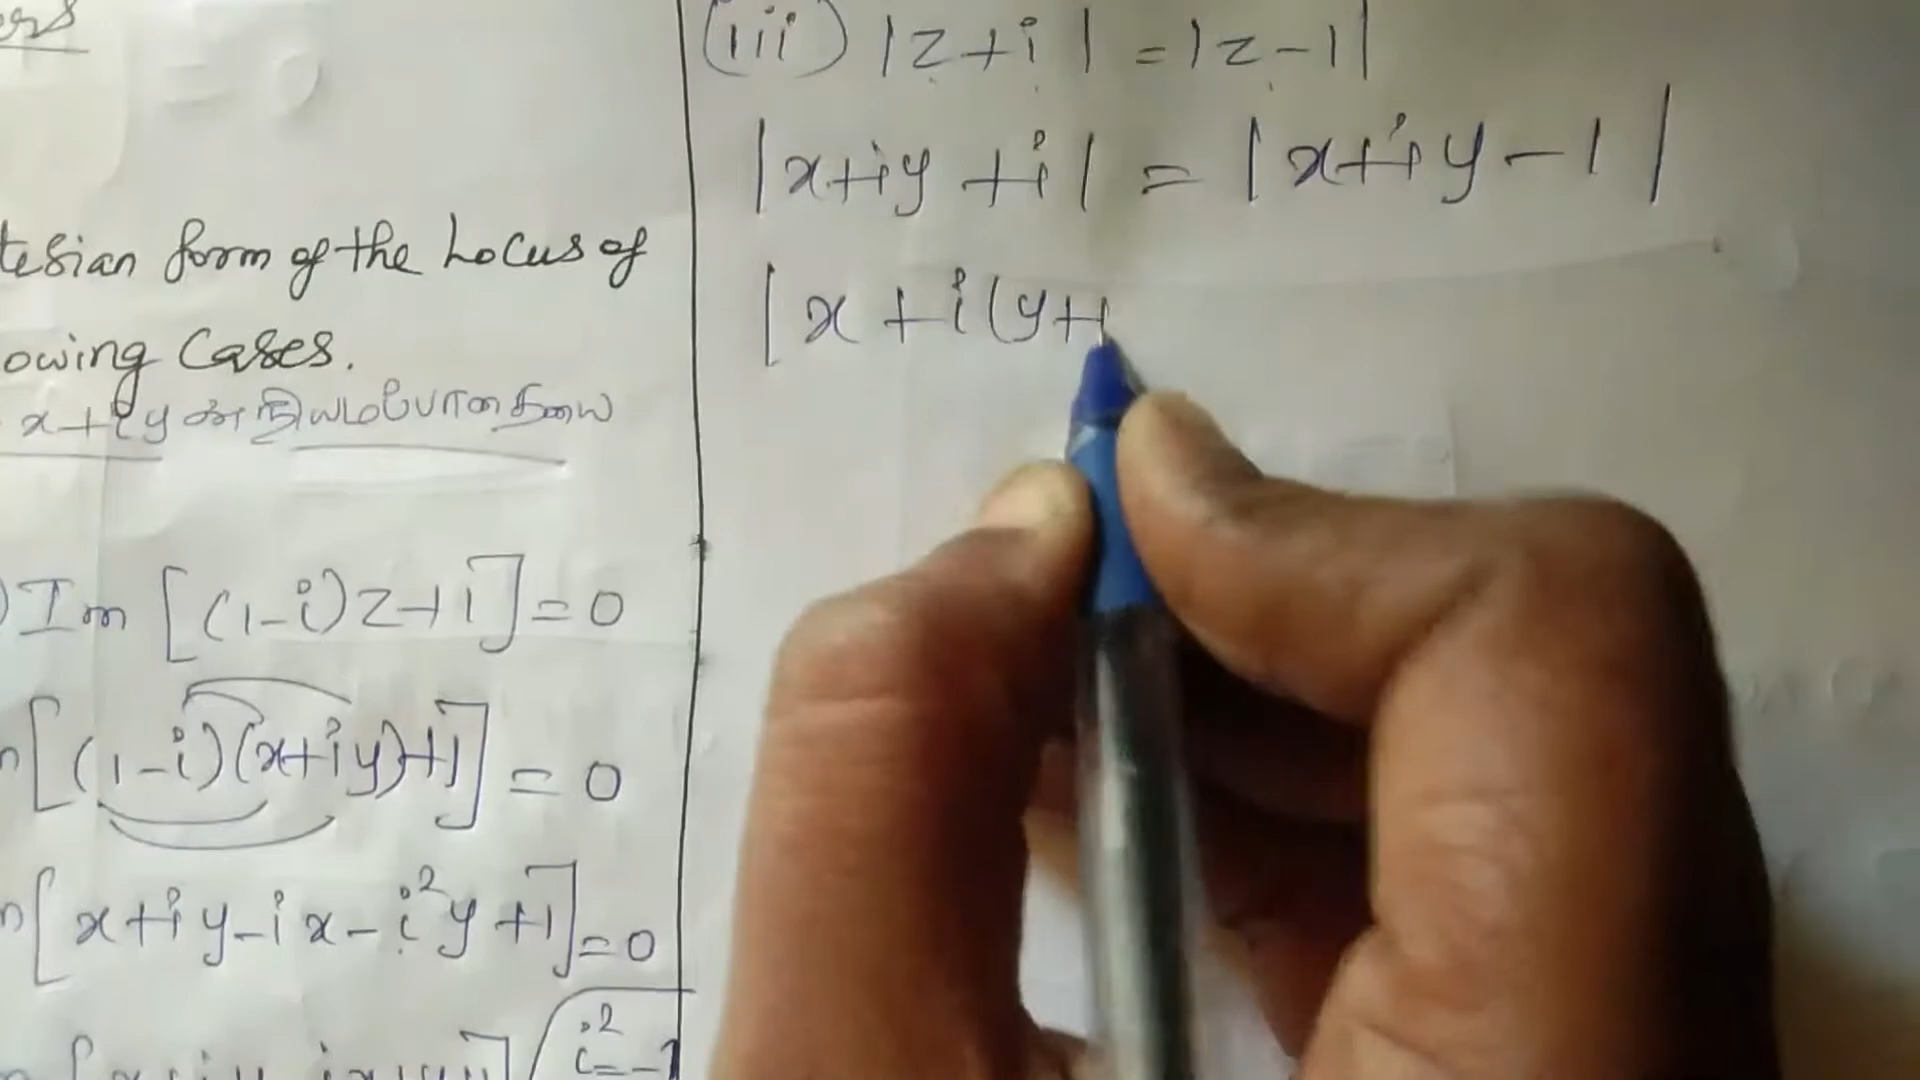 = 0
tesian form of the Locus of
owing Cases.
x+iy
) Im [(1-i)z+1]=0
[(1-i)(x+iy)+1] = 0
[x+iy-ix-i²y+1]=0
i²=-1
(iii) |z+i| = |z-1|
|x+iy+i| = |x+iy-1|
|x+i(y+